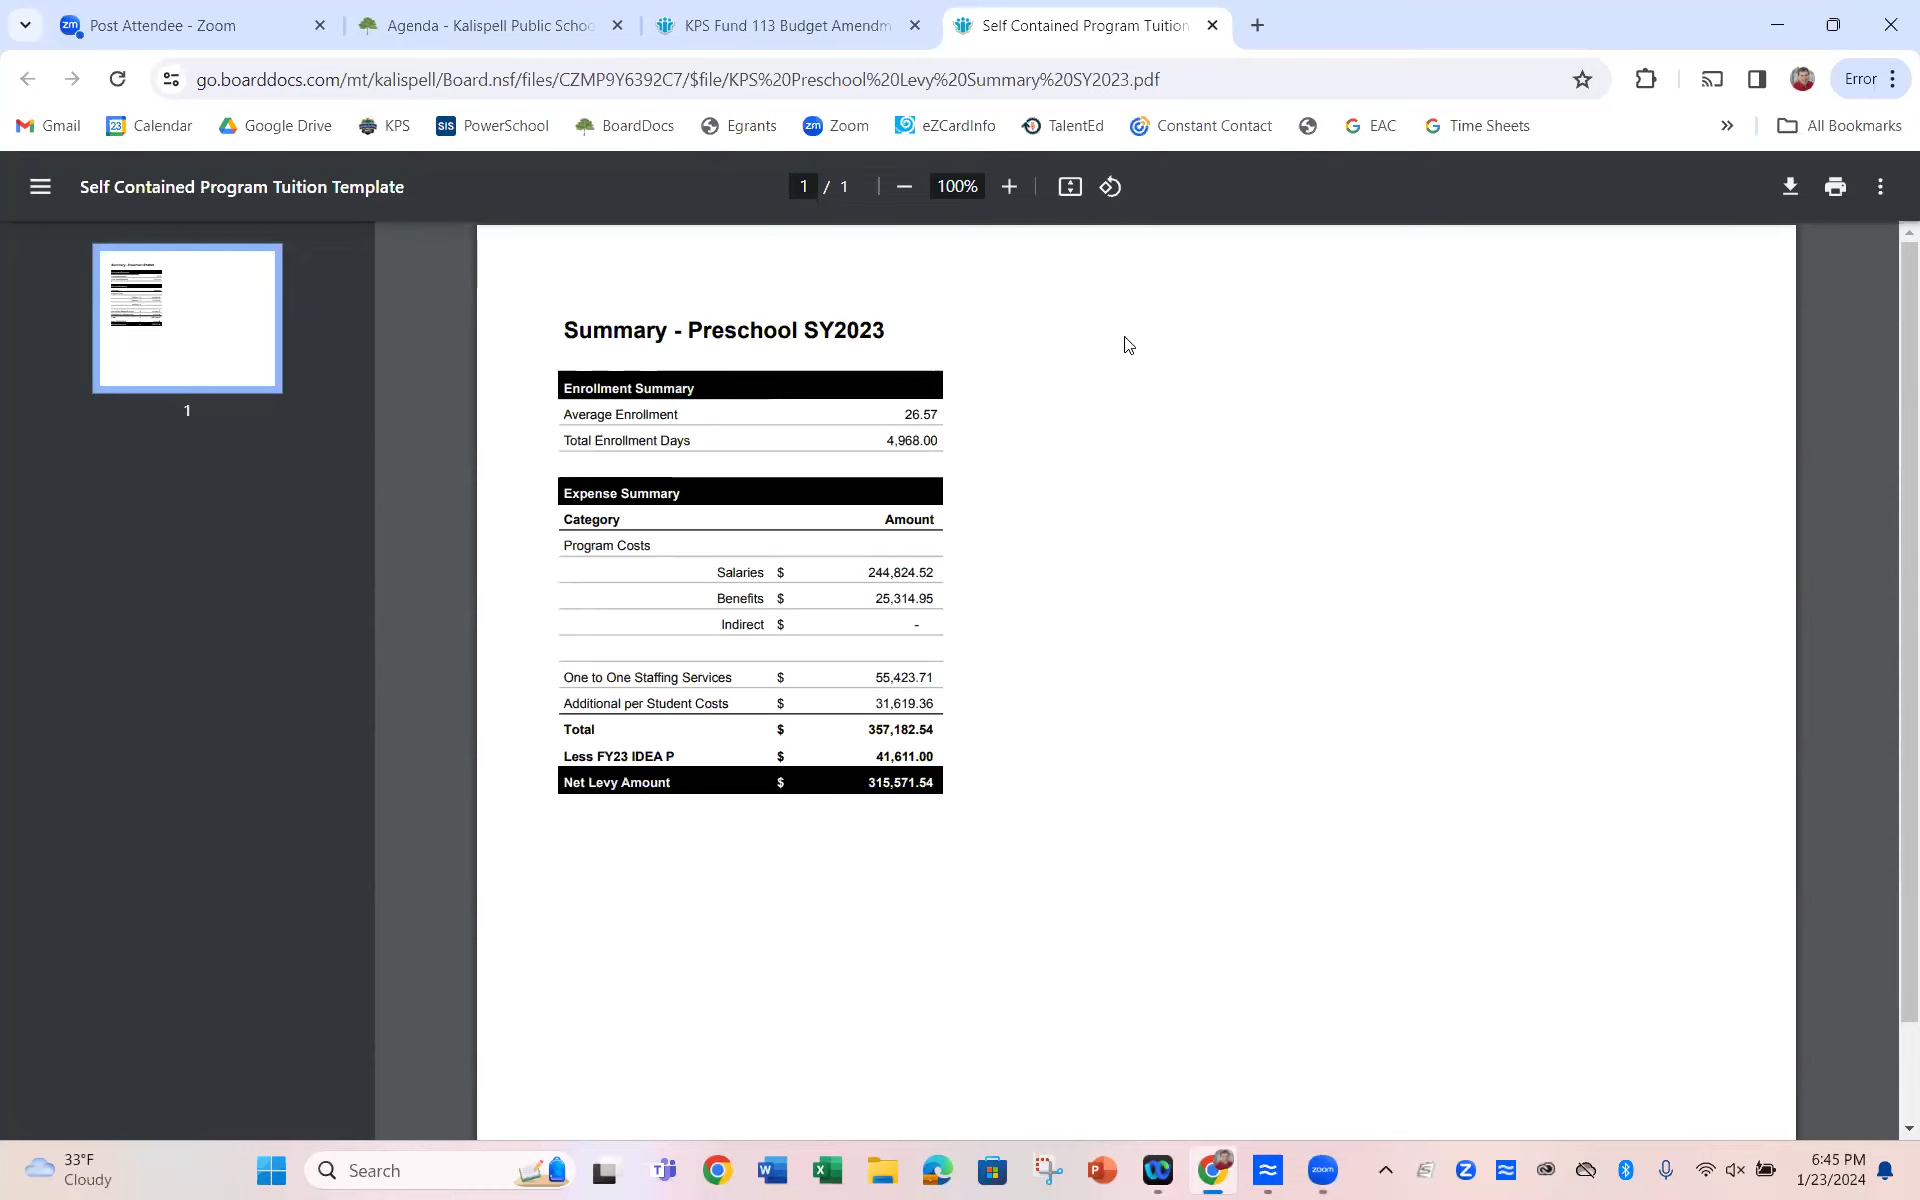 Post Attendee - Zoom
Agenda - Kalispell Public Schoo
KPS Fund 113 Budget Amendm
Self Contained Program Tuition
go.boarddocs.com/mt/kalispell/Board.nsf/files/CZMP9Y6392C7/$file/KPS%20Preschool%20Levy%20Summary%20SY2023.pdf
Error
Gmail
Calendar
Google Drive
KPS
PowerSchool
BoardDocs
Egrants
Zoom
eZCardInfo
TalentEd
Constant Contact
EAC
Time Sheets
All Bookmarks
Self Contained Program Tuition Template
1 / 1
100%
1
Summary - Preschool SY2023
Enrollment Summary
Average Enrollment 26.57
Total Enrollment Days 4,968.00
Expense Summary
Category Amount
Program Costs
Salaries $ 244,824.52
Benefits $ 25,314.95
Indirect $ -
One to One Staffing Services $ 55,423.71
Additional per Student Costs $ 31,619.36
Total $ 357,182.54
Less FY23 IDEA P $ 41,611.00
Net Levy Amount $ 315,571.54
33°F
Cloudy
Search
6:45 PM
1/23/2024